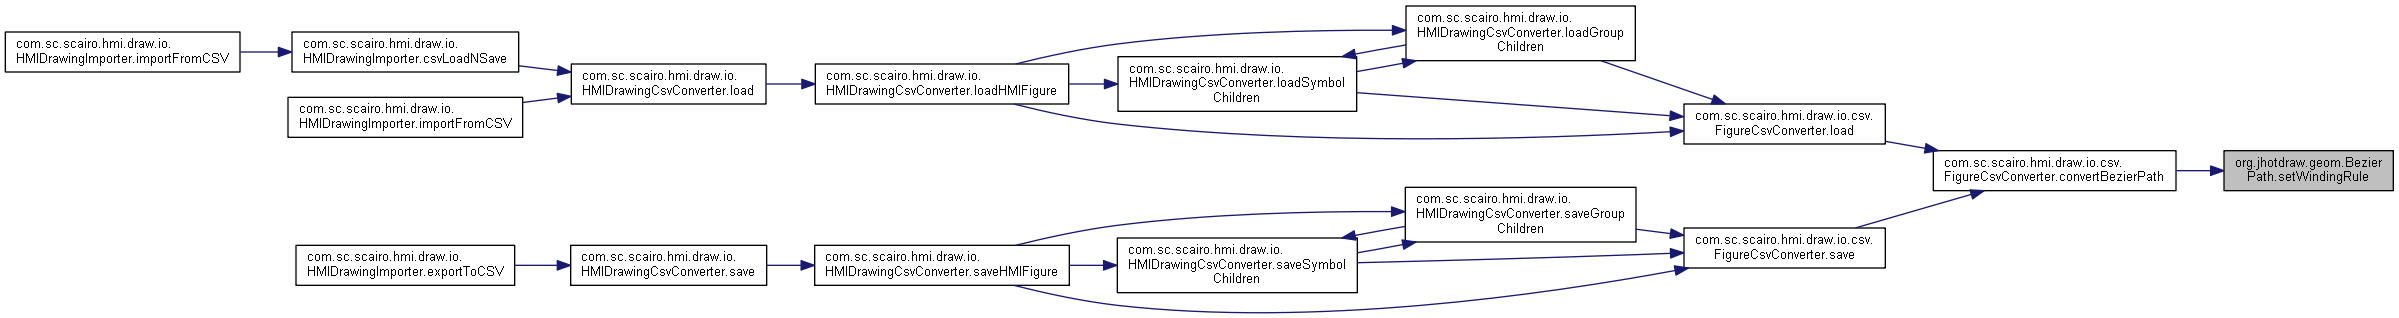 com.sc.scairo.hmi.draw.io.
HMIDrawingImporter.importFromCSV
com.sc.scairo.hmi.draw.io.
HMIDrawingImporter.csvLoadNSave
com.sc.scairo.hmi.draw.io.
HMIDrawingImporter.importFromCSV
com.sc.scairo.hmi.draw.io.
HMIDrawingCsvConverter.load
com.sc.scairo.hmi.draw.io.
HMIDrawingCsvConverter.loadHMIFigure
com.sc.scairo.hmi.draw.io.
HMIDrawingCsvConverter.loadSymbol
Children
com.sc.scairo.hmi.draw.io.
HMIDrawingCsvConverter.loadGroup
Children
com.sc.scairo.hmi.draw.io.csv.
FigureCsvConverter.load
com.sc.scairo.hmi.draw.io.csv.
FigureCsvConverter.convertBezierPath
org.jhotdraw.geom.Bezier
Path.setWindingRule
com.sc.scairo.hmi.draw.io.
HMIDrawingImporter.exportToCSV
com.sc.scairo.hmi.draw.io.
HMIDrawingCsvConverter.save
com.sc.scairo.hmi.draw.io.
HMIDrawingCsvConverter.saveHMIFigure
com.sc.scairo.hmi.draw.io.
HMIDrawingCsvConverter.saveSymbol
Children
com.sc.scairo.hmi.draw.io.
HMIDrawingCsvConverter.saveGroup
Children
com.sc.scairo.hmi.draw.io.csv.
FigureCsvConverter.save